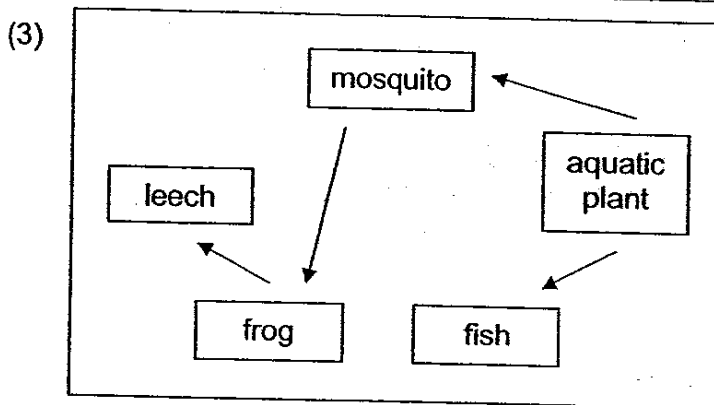 (3)
mosquito
aquatic
plant
leech
frog
fish